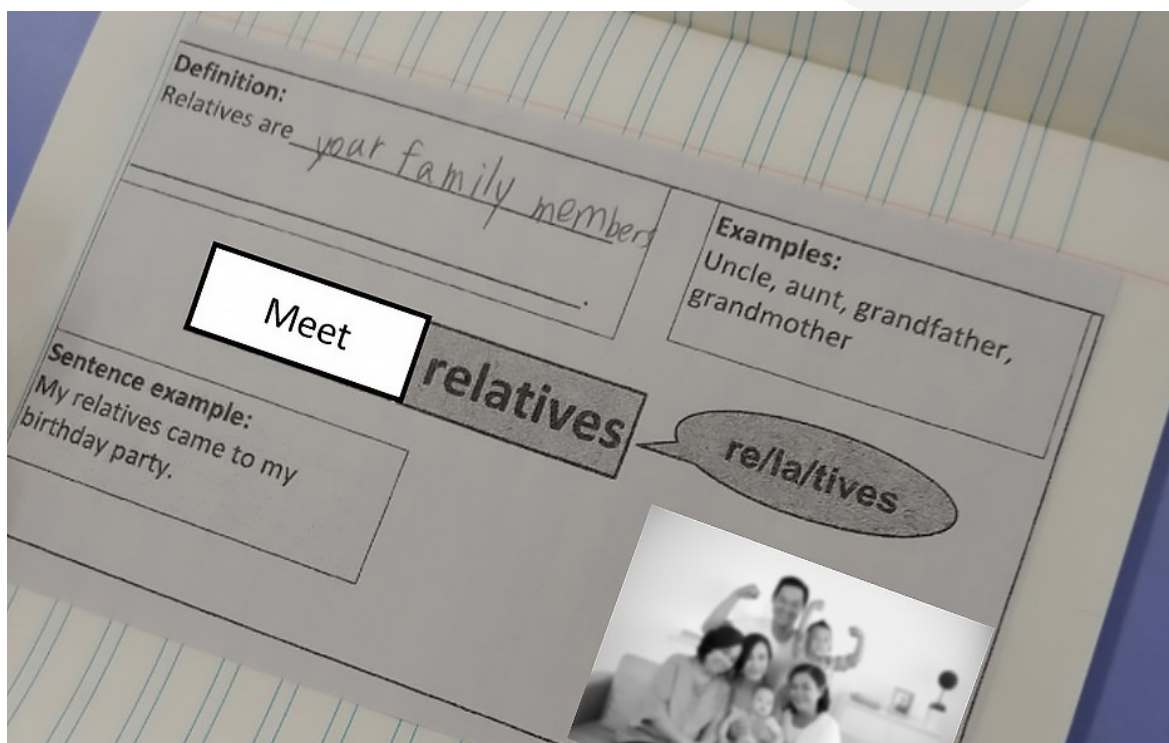 Definition:
Relatives are your family members
.
Examples:
Uncle, aunt, grandfather,
grandmother
Meet relatives
re/la/tives
Sentence example:
My relatives came to my
birthday party.